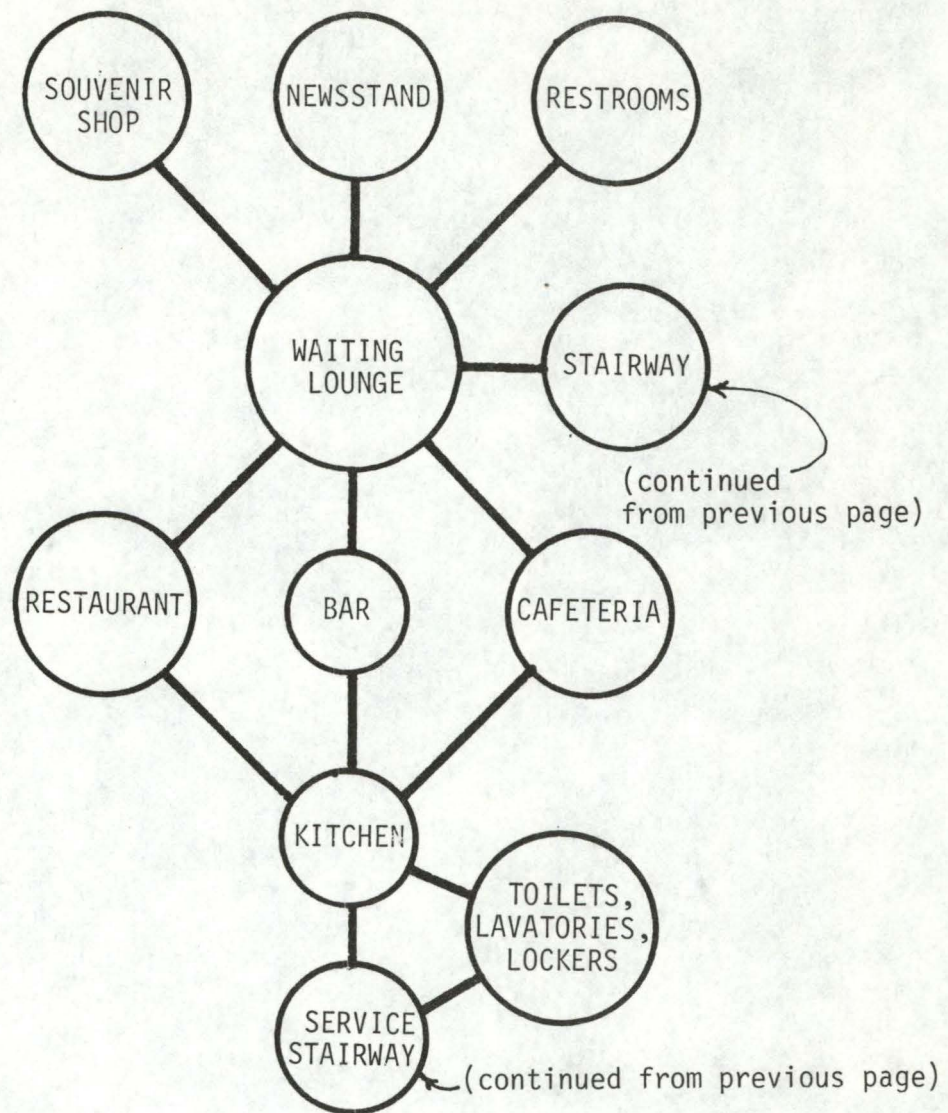 SOUVENIR
SHOP
NEWSSTAND
RESTROOMS
WAITING
LOUNGE
STAIRWAY
(continued
from previous page)
RESTAURANT
BAR
CAFETERIA
KITCHEN
TOILETS,
LAVATORIES,
LOCKERS
SERVICE
STAIRWAY
(continued from previous page)